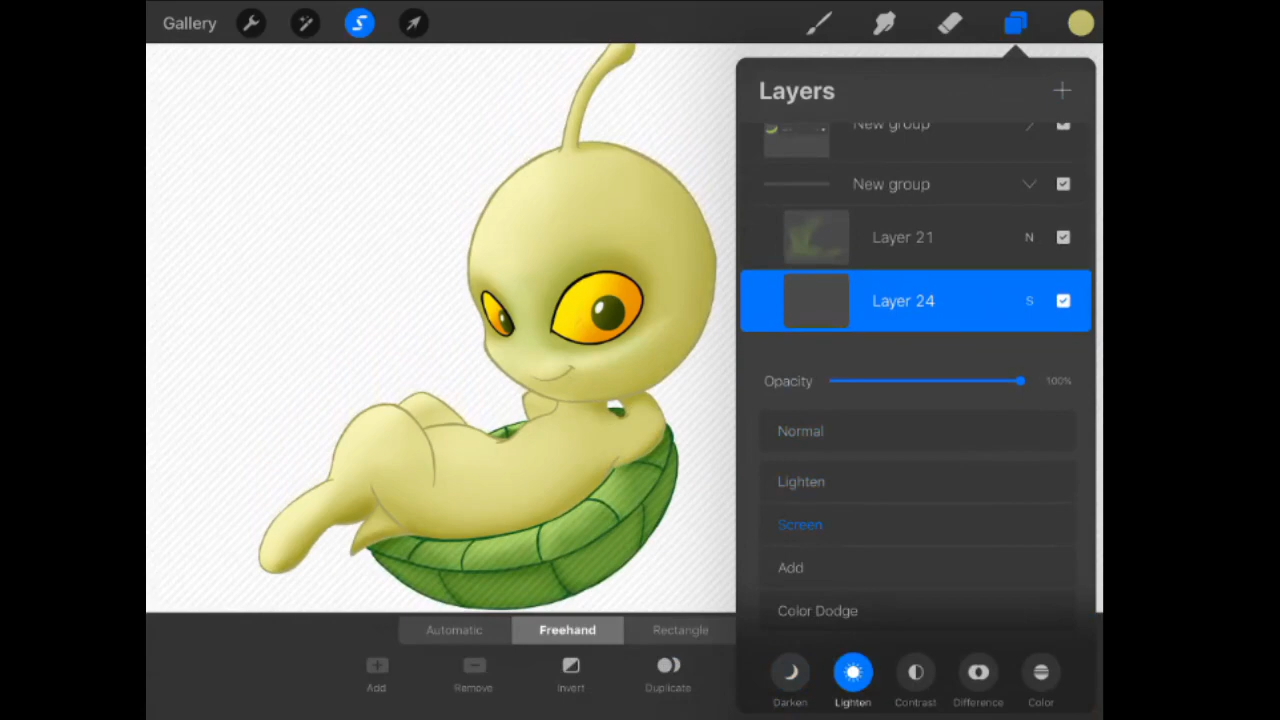 Gallery
Layers
New group
New group
Layer 21 N
Layer 24 S
Opacity 100%
Normal
Lighten
Screen
Add
Color Dodge
Automatic Freehand Rectangle
Add Remove Invert Duplicate
Darken Lighten Contrast Difference Color